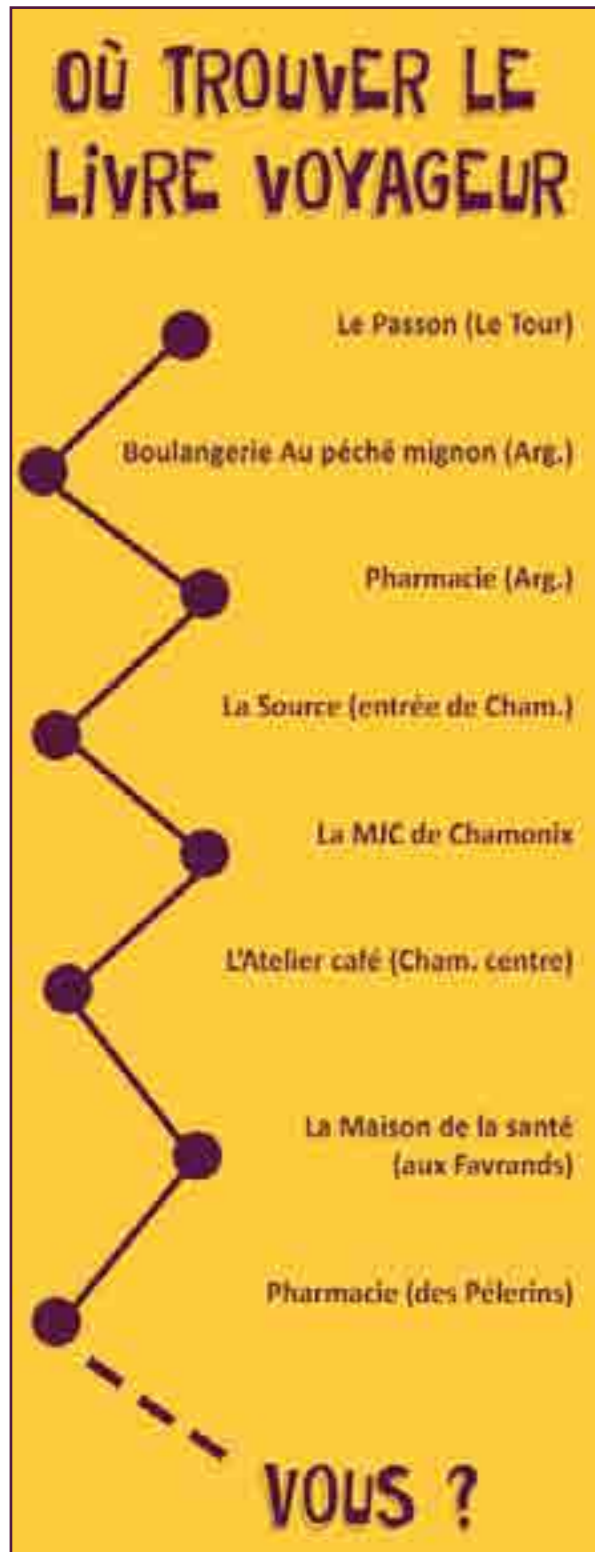 OÙ TROUVER LE
LiVRE VOYAGEUR
Le Passon (Le Tour)
Boulangerie Au péché mignon (Arg.)
Pharmacie (Arg.)
La Source (entrée de Cham.)
La MJC de Chamonix
L'Atelier café (Cham. centre)
La Maison de la santé
(aux Favrands)
Pharmacie (des Pélerins)
VOUS ?